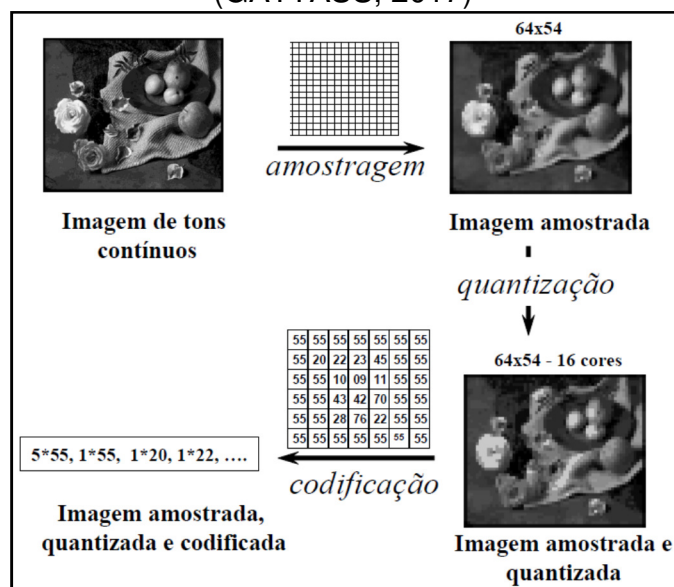 (GATTASS, 2017)
64x54
amostragem
Imagem de tons
contínuos
Imagem amostrada
quantização
64x54 - 16 cores
55 55 55 55 55 55 55
55 20 22 23 45 55 55
55 55 10 09 11 55 55
55 55 43 42 70 55 55
55 55 28 76 22 55 55
55 55 55 55 55 55 55
5*55, 1*55, 1*20, 1*22, ....
codificação
Imagem amostrada,
quantizada e codificada
Imagem amostrada e
quantizada